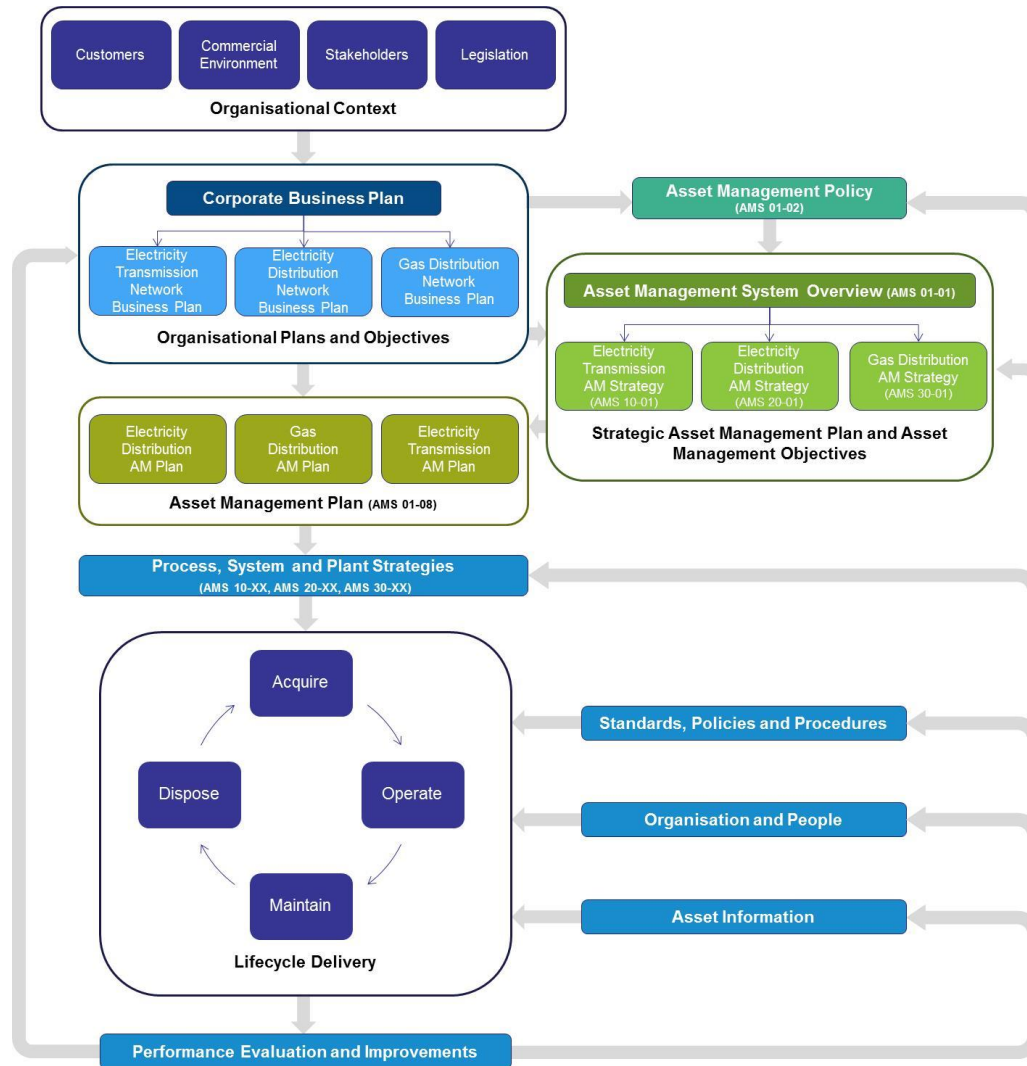 Customers
Commercial
Environment
Stakeholders
Legislation
Organisational Context
Corporate Business Plan
Electricity
Transmission
Network
Business Plan
Electricity
Distribution
Network
Business Plan
Gas Distribution
Network
Business Plan
Organisational Plans and Objectives
Asset Management Policy
(AMS 01-02)
Asset Management System Overview (AMS 01-01)
Electricity
Transmission
AM Strategy
(AMS 10-01)
Electricity
Distribution
AM Strategy
(AMS 20-01)
Gas Distribution
AM Strategy
(AMS 30-01)
Strategic Asset Management Plan and Asset
Management Objectives
Electricity
Distribution
AM Plan
Gas
Distribution
AM Plan
Electricity
Transmission
AM Plan
Asset Management Plan (AMS 01-08)
Process, System and Plant Strategies
(AMS 10-XX, AMS 20-XX, AMS 30-XX)
Acquire
Operate
Maintain
Dispose
Lifecycle Delivery
Standards, Policies and Procedures
Organisation and People
Asset Information
Performance Evaluation and Improvements